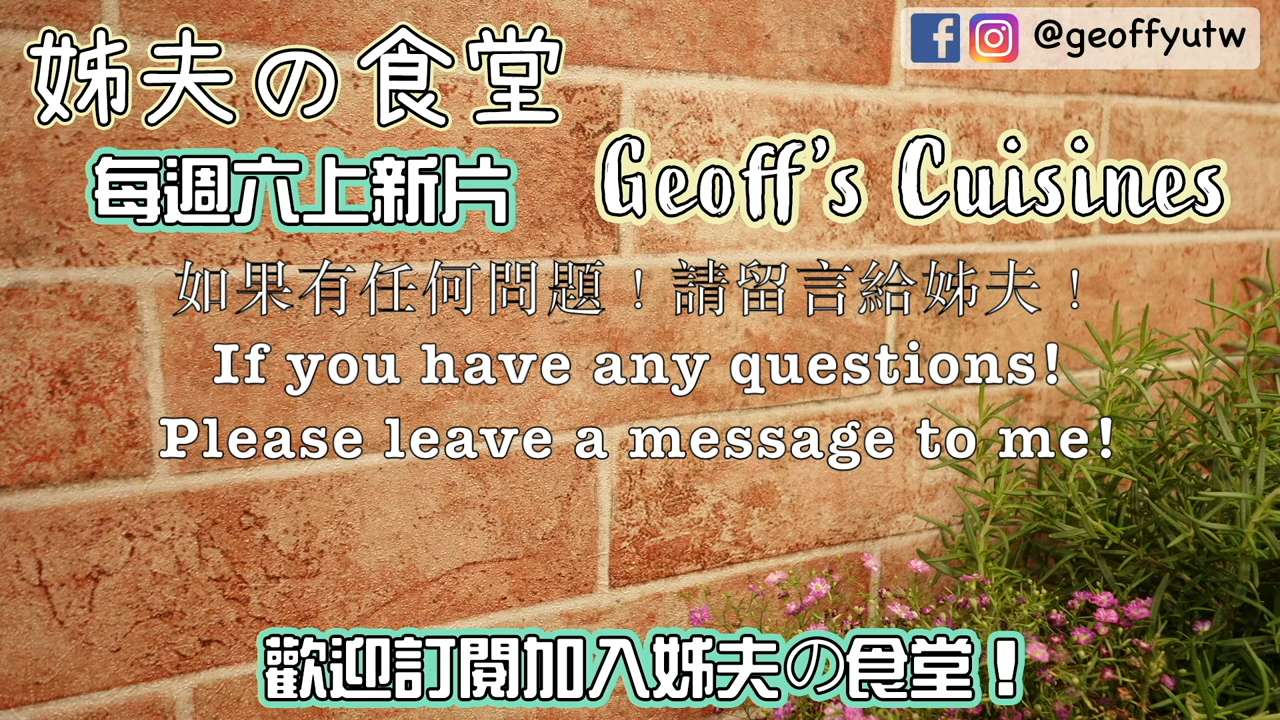 姊夫の食堂
@geoffyutw
每週六上新片
Geoff's Cuisines
如果有任何問題！請留言給姊夫！
If you have any questions!
Please leave a message to me!
歡迎訂閱加入姊夫の食堂！